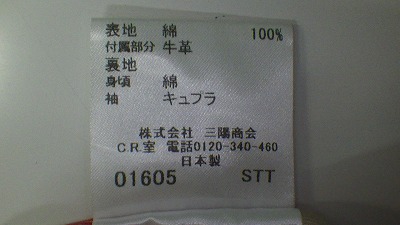 表地 綿 100%
付属部分 牛革
裏地
身頃 綿
袖 キュプラ
株式会社 三陽商会
CR室 電話0120-340-460
日本製
01605 STT